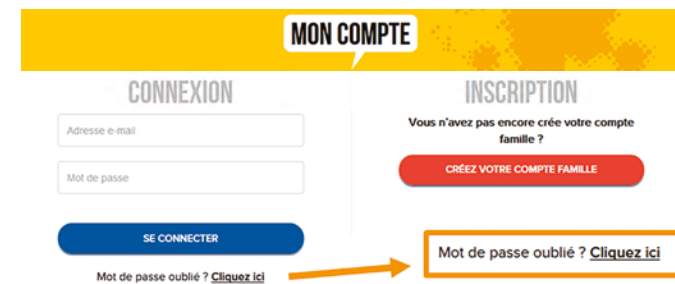 MON COMPTE
CONNEXION
Adresse e-mail
Mot de passe
SE CONNECTER
Mot de passe oublié ? Cliquez ici
INSCRIPTION
Vous n'avez pas encore crée votre compte
famille ?
CRÉEZ VOTRE COMPTE FAMILLE
Mot de passe oublié ? Cliquez ici